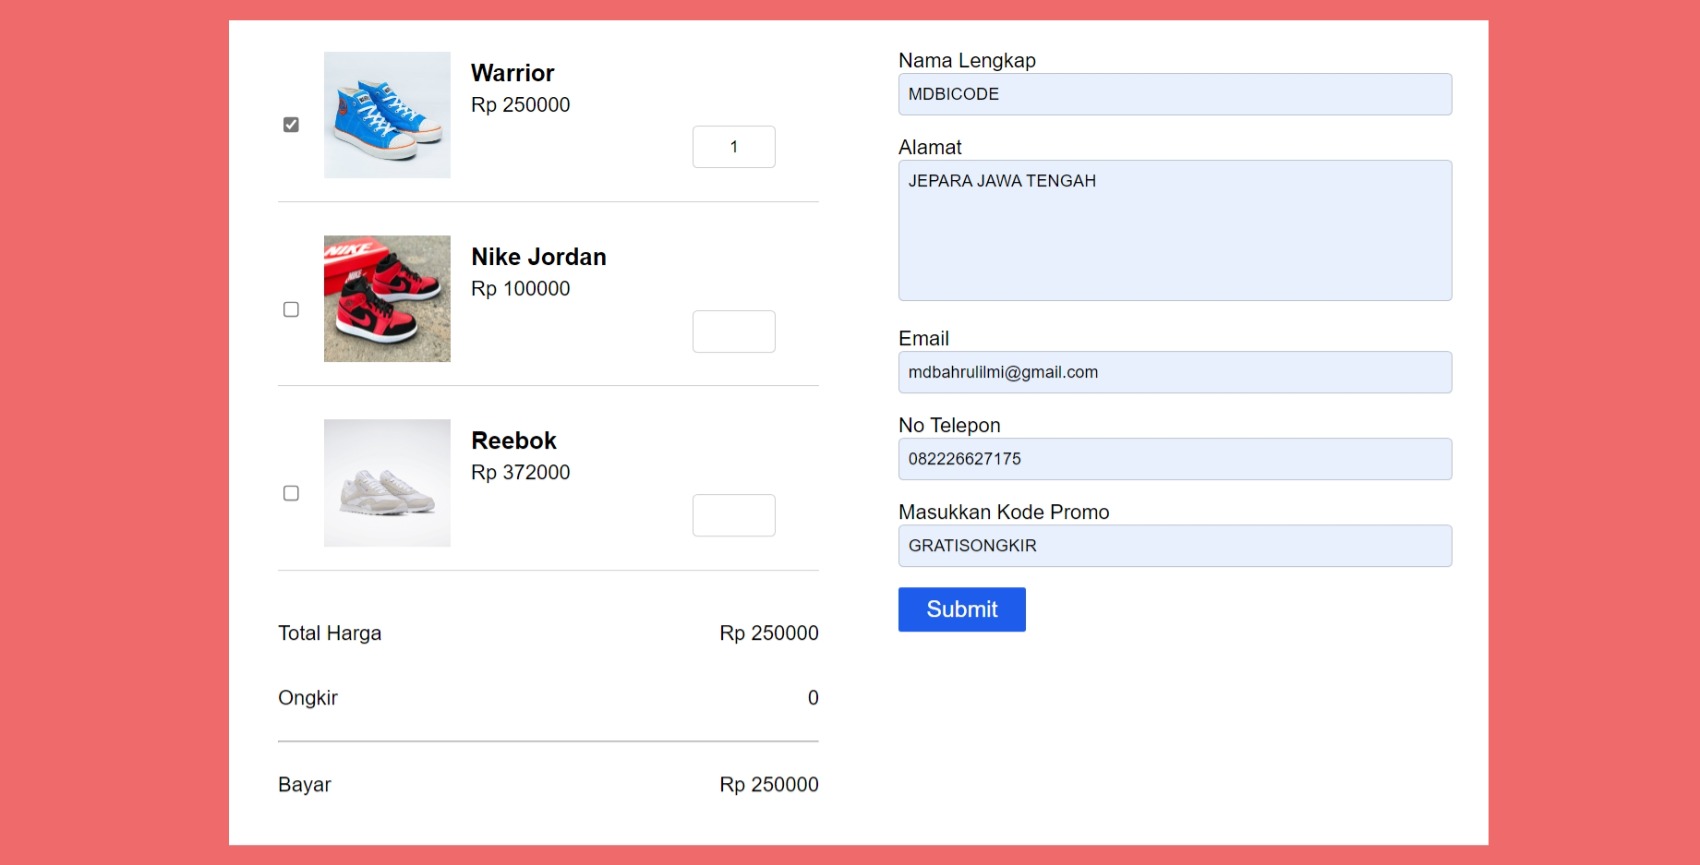 Warrior
Rp 250000
1
NIKE
Nike Jordan
Rp 100000
Reebok
Rp 372000
Total Harga
Rp 250000
Ongkir
0
Bayar
Rp 250000
Nama Lengkap
MDBICODE
Alamat
JEPARA JAWA TENGAH
Email
mdbahrulilmi@gmail.com
No Telepon
082226627175
Masukkan Kode Promo
GRATISONGKIR
Submit